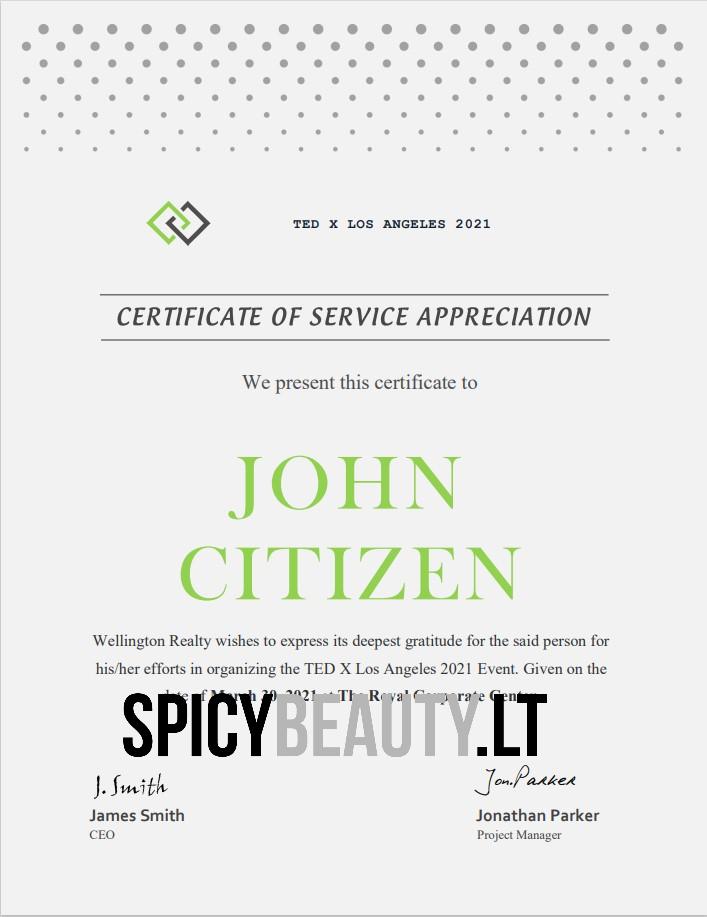 TED X LOS ANGELES 2021
CERTIFICATE OF SERVICE APPRECIATION
We present this certificate to
JOHN
CITIZEN
Wellington Realty wishes to express its deepest gratitude for the said person for
his/her efforts in organizing the TED X Los Angeles 2021 Event. Given on the
date of March 30, 2021 at The Royal Corporate Center.
SPICYBEAUTY.LT
J. Smith Jon.Parker
James Smith Jonathan Parker
CEO Project Manager